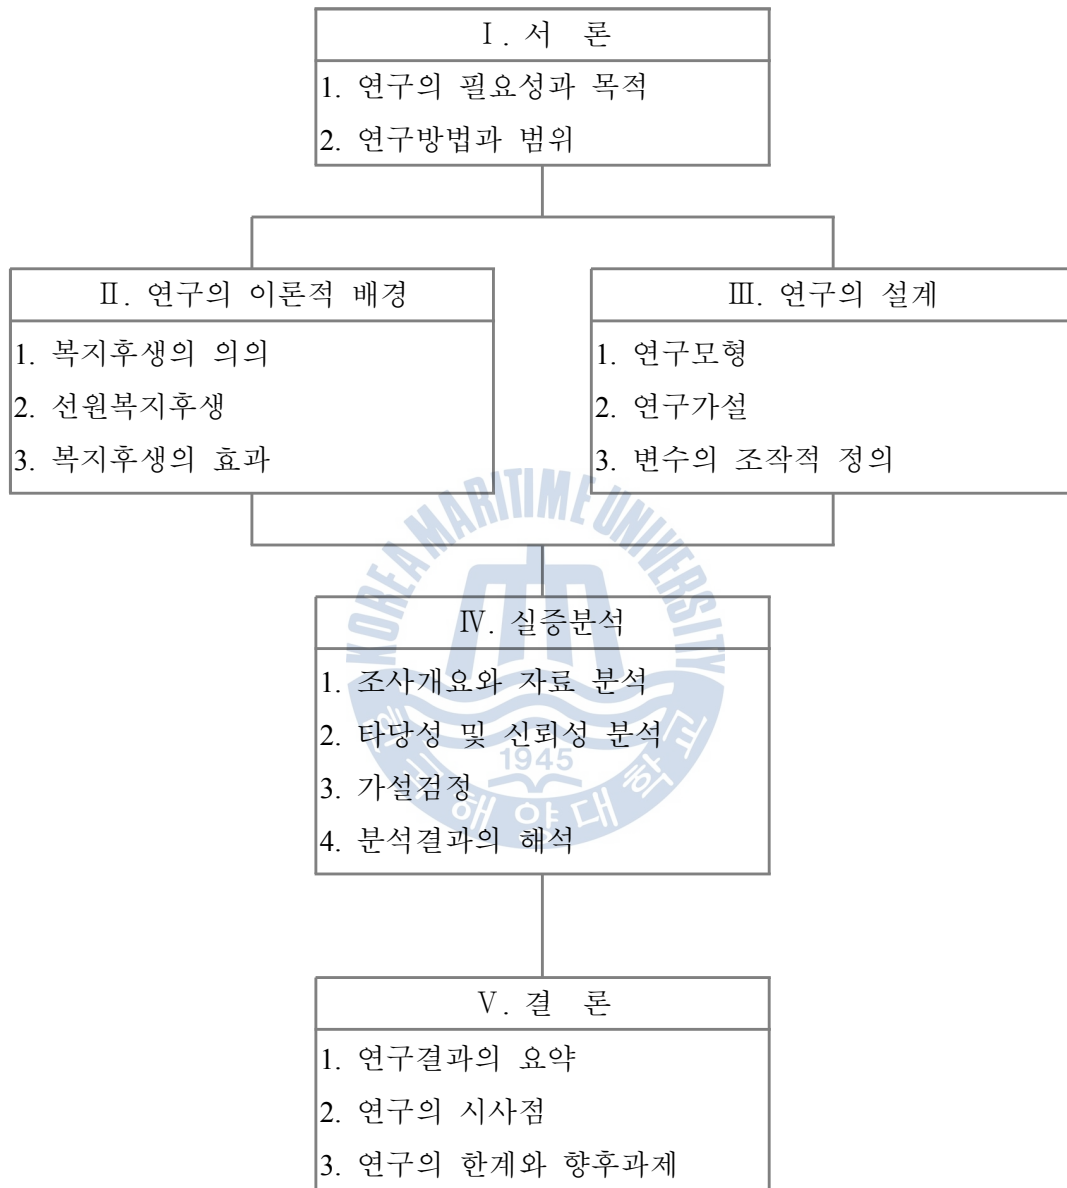 Ⅰ. 서 론
1. 연구의 필요성과 목적
2. 연구방법과 범위
Ⅱ. 연구의 이론적 배경
1. 복지후생의 의의
2. 선원복지후생
3. 복지후생의 효과
Ⅲ. 연구의 설계
1. 연구모형
2. 연구가설
3. 변수의 조작적 정의
KOREA MARITIME UNIVERSITY
Ⅳ. 실증분석
1. 조사개요와 자료 분석
2. 타당성 및 신뢰성 분석
3. 가설검정
4. 분석결과의 해석
1945
한국해양대학교
Ⅴ. 결 론
1. 연구결과의 요약
2. 연구의 시사점
3. 연구의 한계와 향후과제